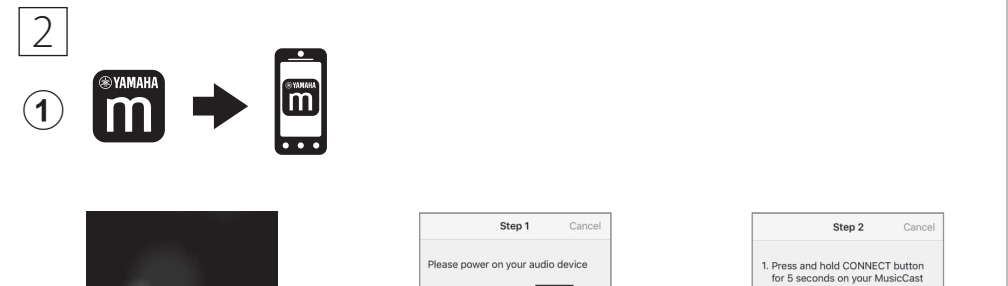 2
1
YAMAHA
m
YAMAHA
m
Step 1 Cancel
Please power on your audio device
Step 2 Cancel
1. Press and hold CONNECT button
for 5 seconds on your MusicCast